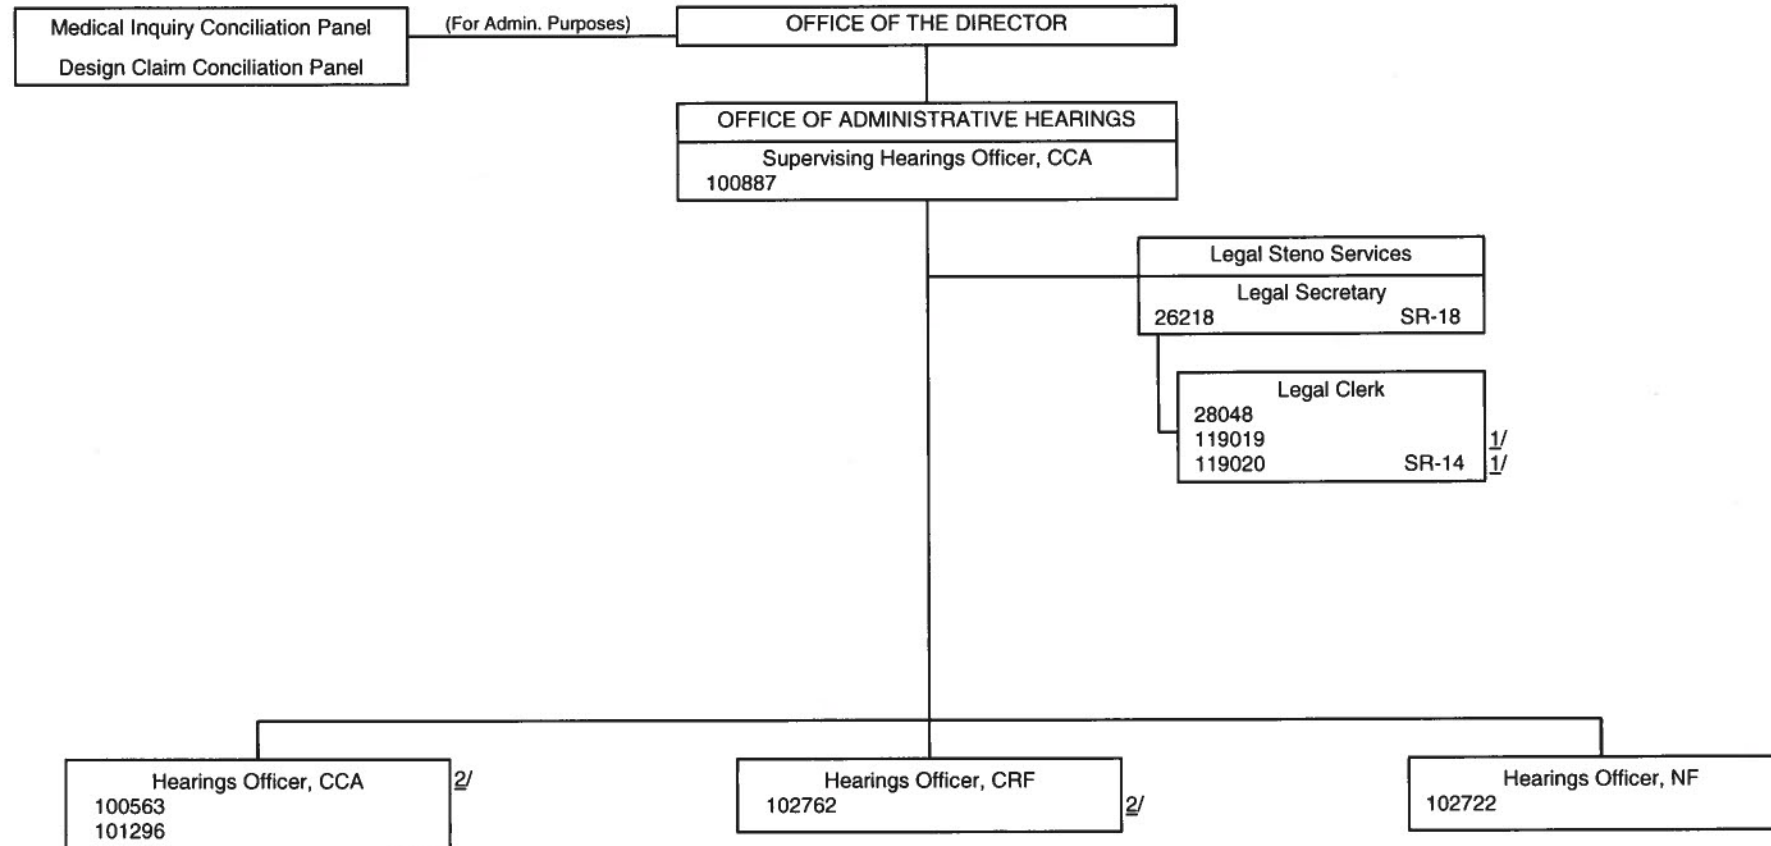 Medical Inquiry Conciliation Panel
Design Claim Conciliation Panel
(For Admin. Purposes)
OFFICE OF THE DIRECTOR
OFFICE OF ADMINISTRATIVE HEARINGS
Supervising Hearings Officer, CCA
100887
Legal Steno Services
Legal Secretary
26218 SR-18
Legal Clerk
28048
119019 1/
119020 SR-14 1/
Hearings Officer, CCA 2/
100563
101296
Hearings Officer, CRF
102762 2/
Hearings Officer, NF
102722